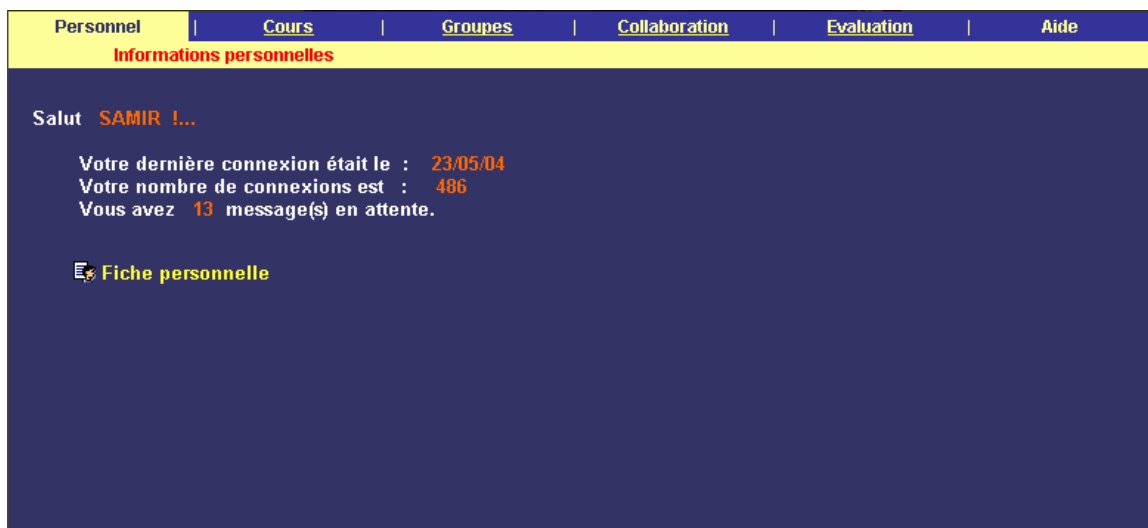 Personnel | Cours | Groupes | Collaboration | Evaluation | Aide
Informations personnelles
Salut SAMIR !...
Votre dernière connexion était le : 23/05/04
Votre nombre de connexions est : 486
Vous avez 13 message(s) en attente.
Fiche personnelle